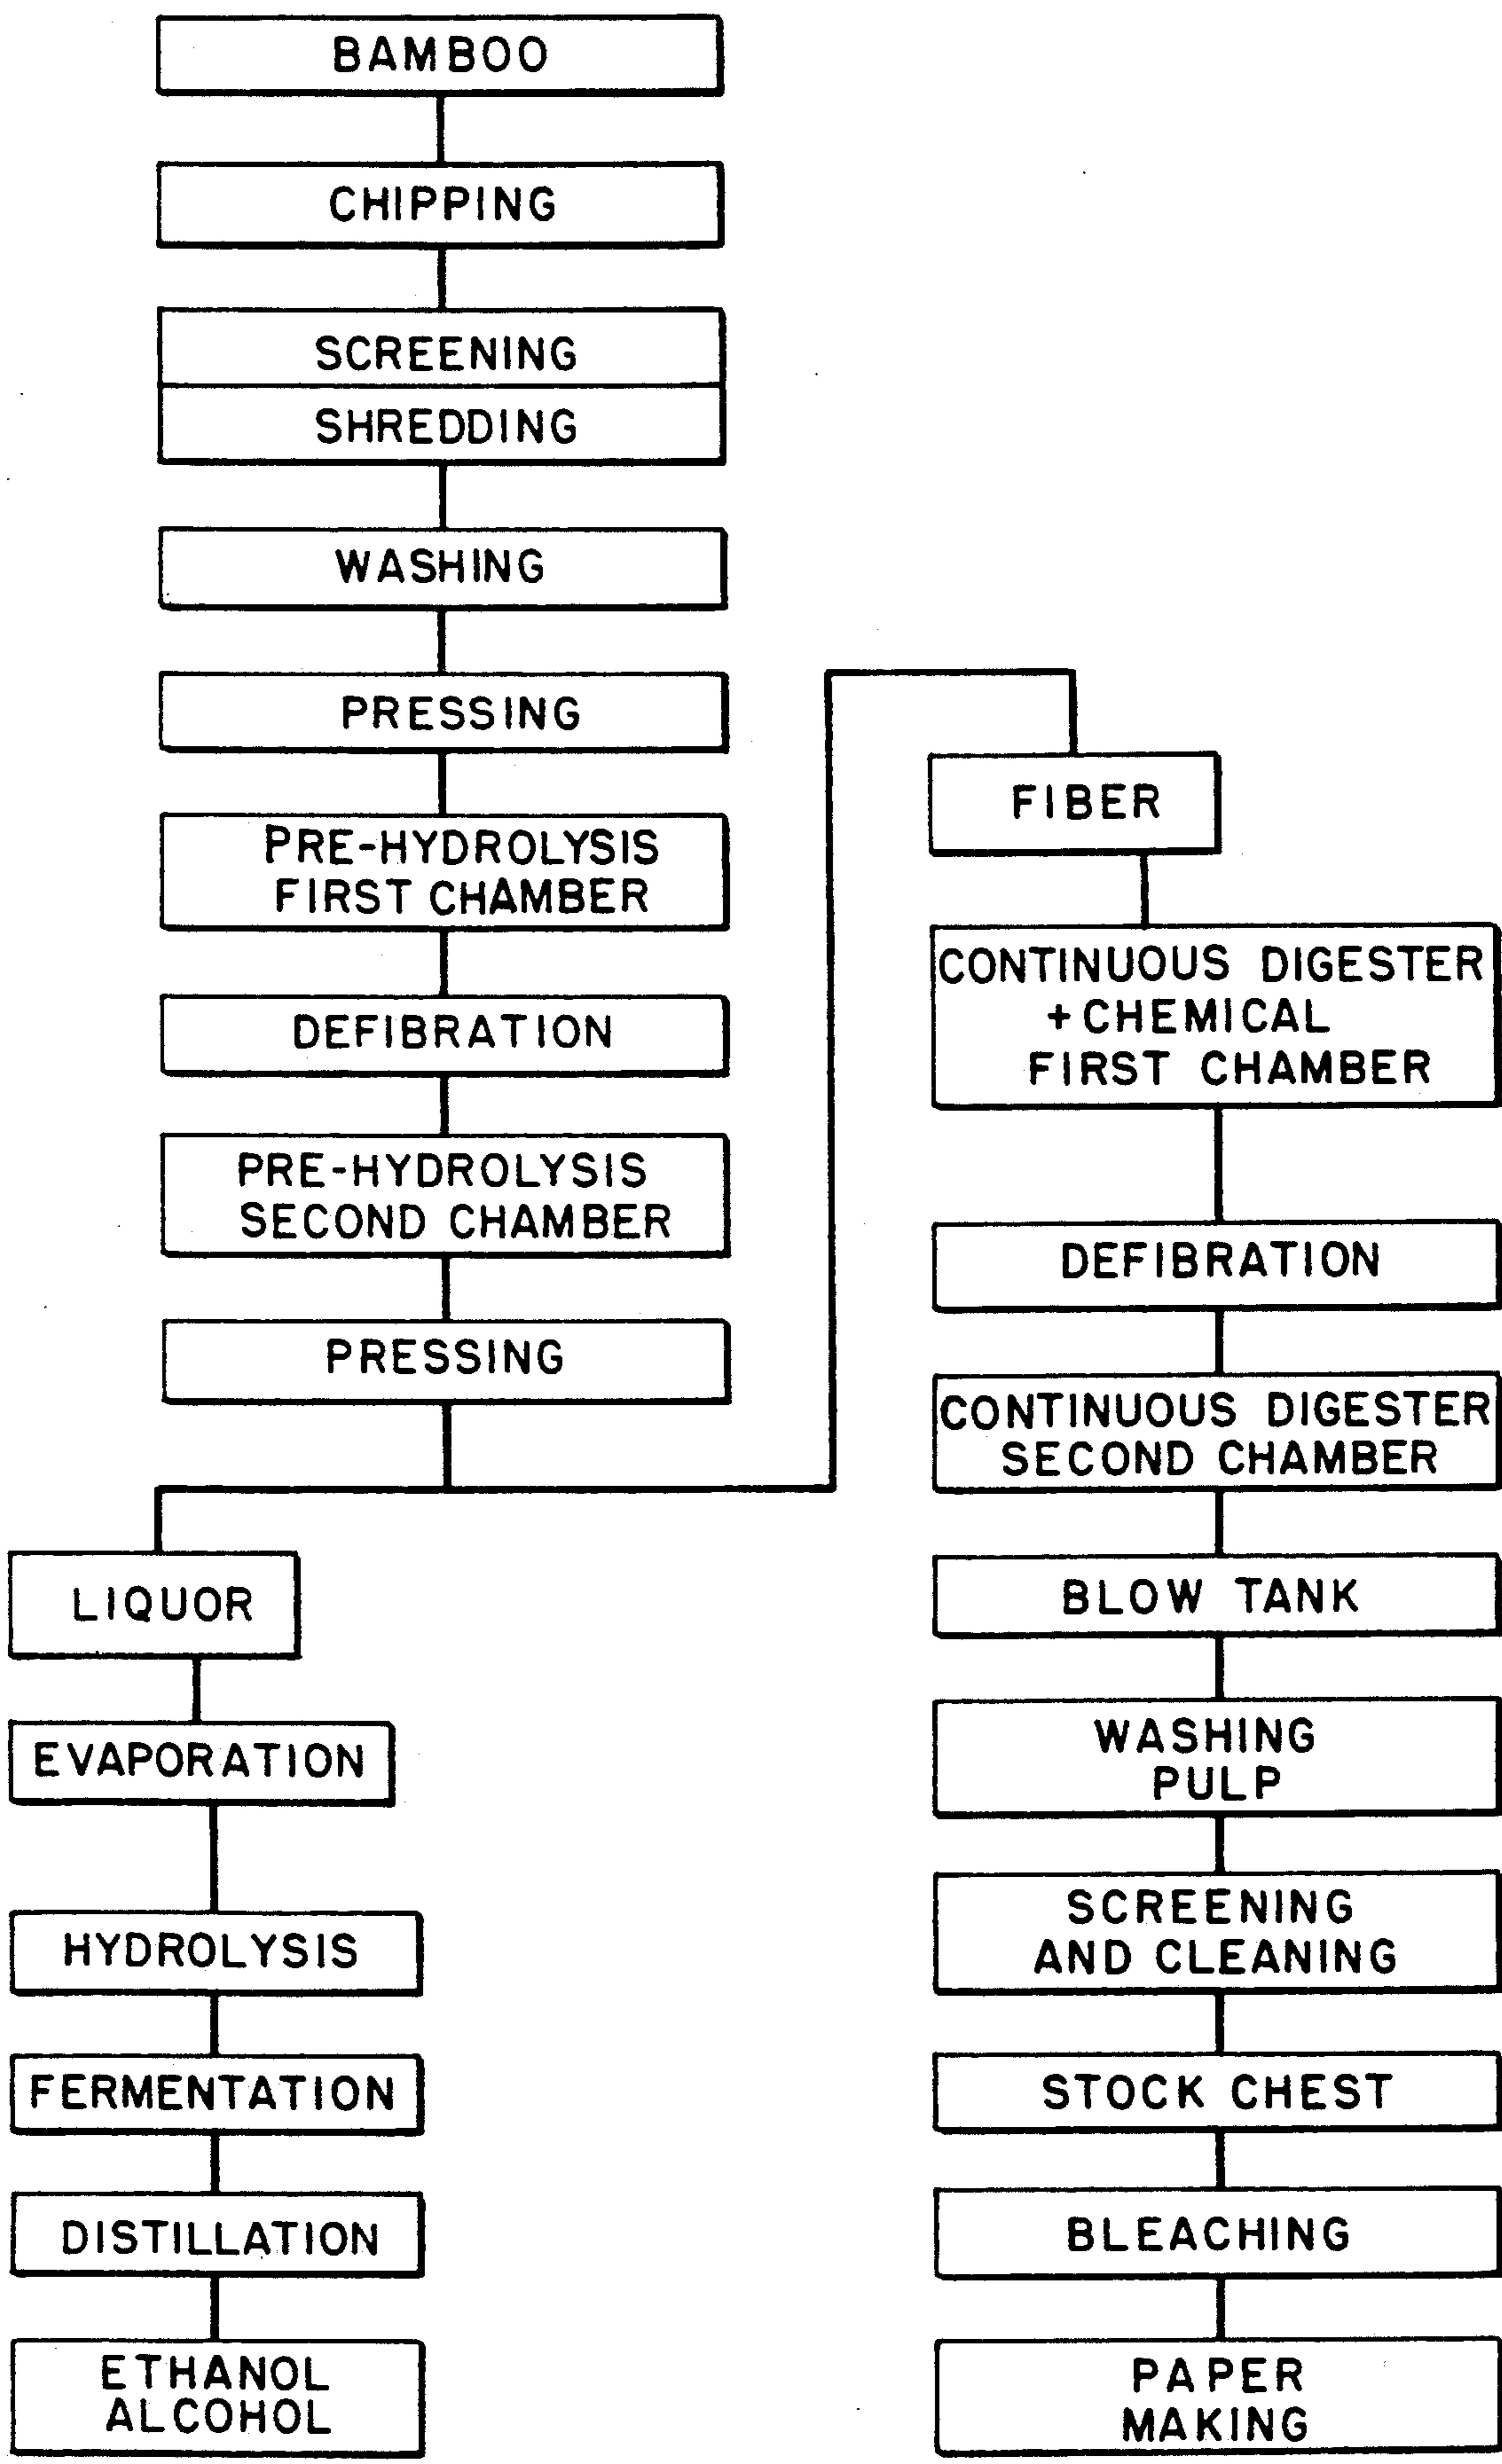 BAMBOO
CHIPPING
SCREENING
SHREDDING
WASHING
PRESSING
PRE-HYDROLYSIS
FIRST CHAMBER
DEFIBRATION
PRE-HYDROLYSIS
SECOND CHAMBER
PRESSING
LIQUOR
EVAPORATION
HYDROLYSIS
FERMENTATION
DISTILLATION
ETHANOL
ALCOHOL
FIBER
CONTINUOUS DIGESTER
+CHEMICAL
FIRST CHAMBER
DEFIBRATION
CONTINUOUS DIGESTER
SECOND CHAMBER
BLOW TANK
WASHING
PULP
SCREENING
AND CLEANING
STOCK CHEST
BLEACHING
PAPER
MAKING